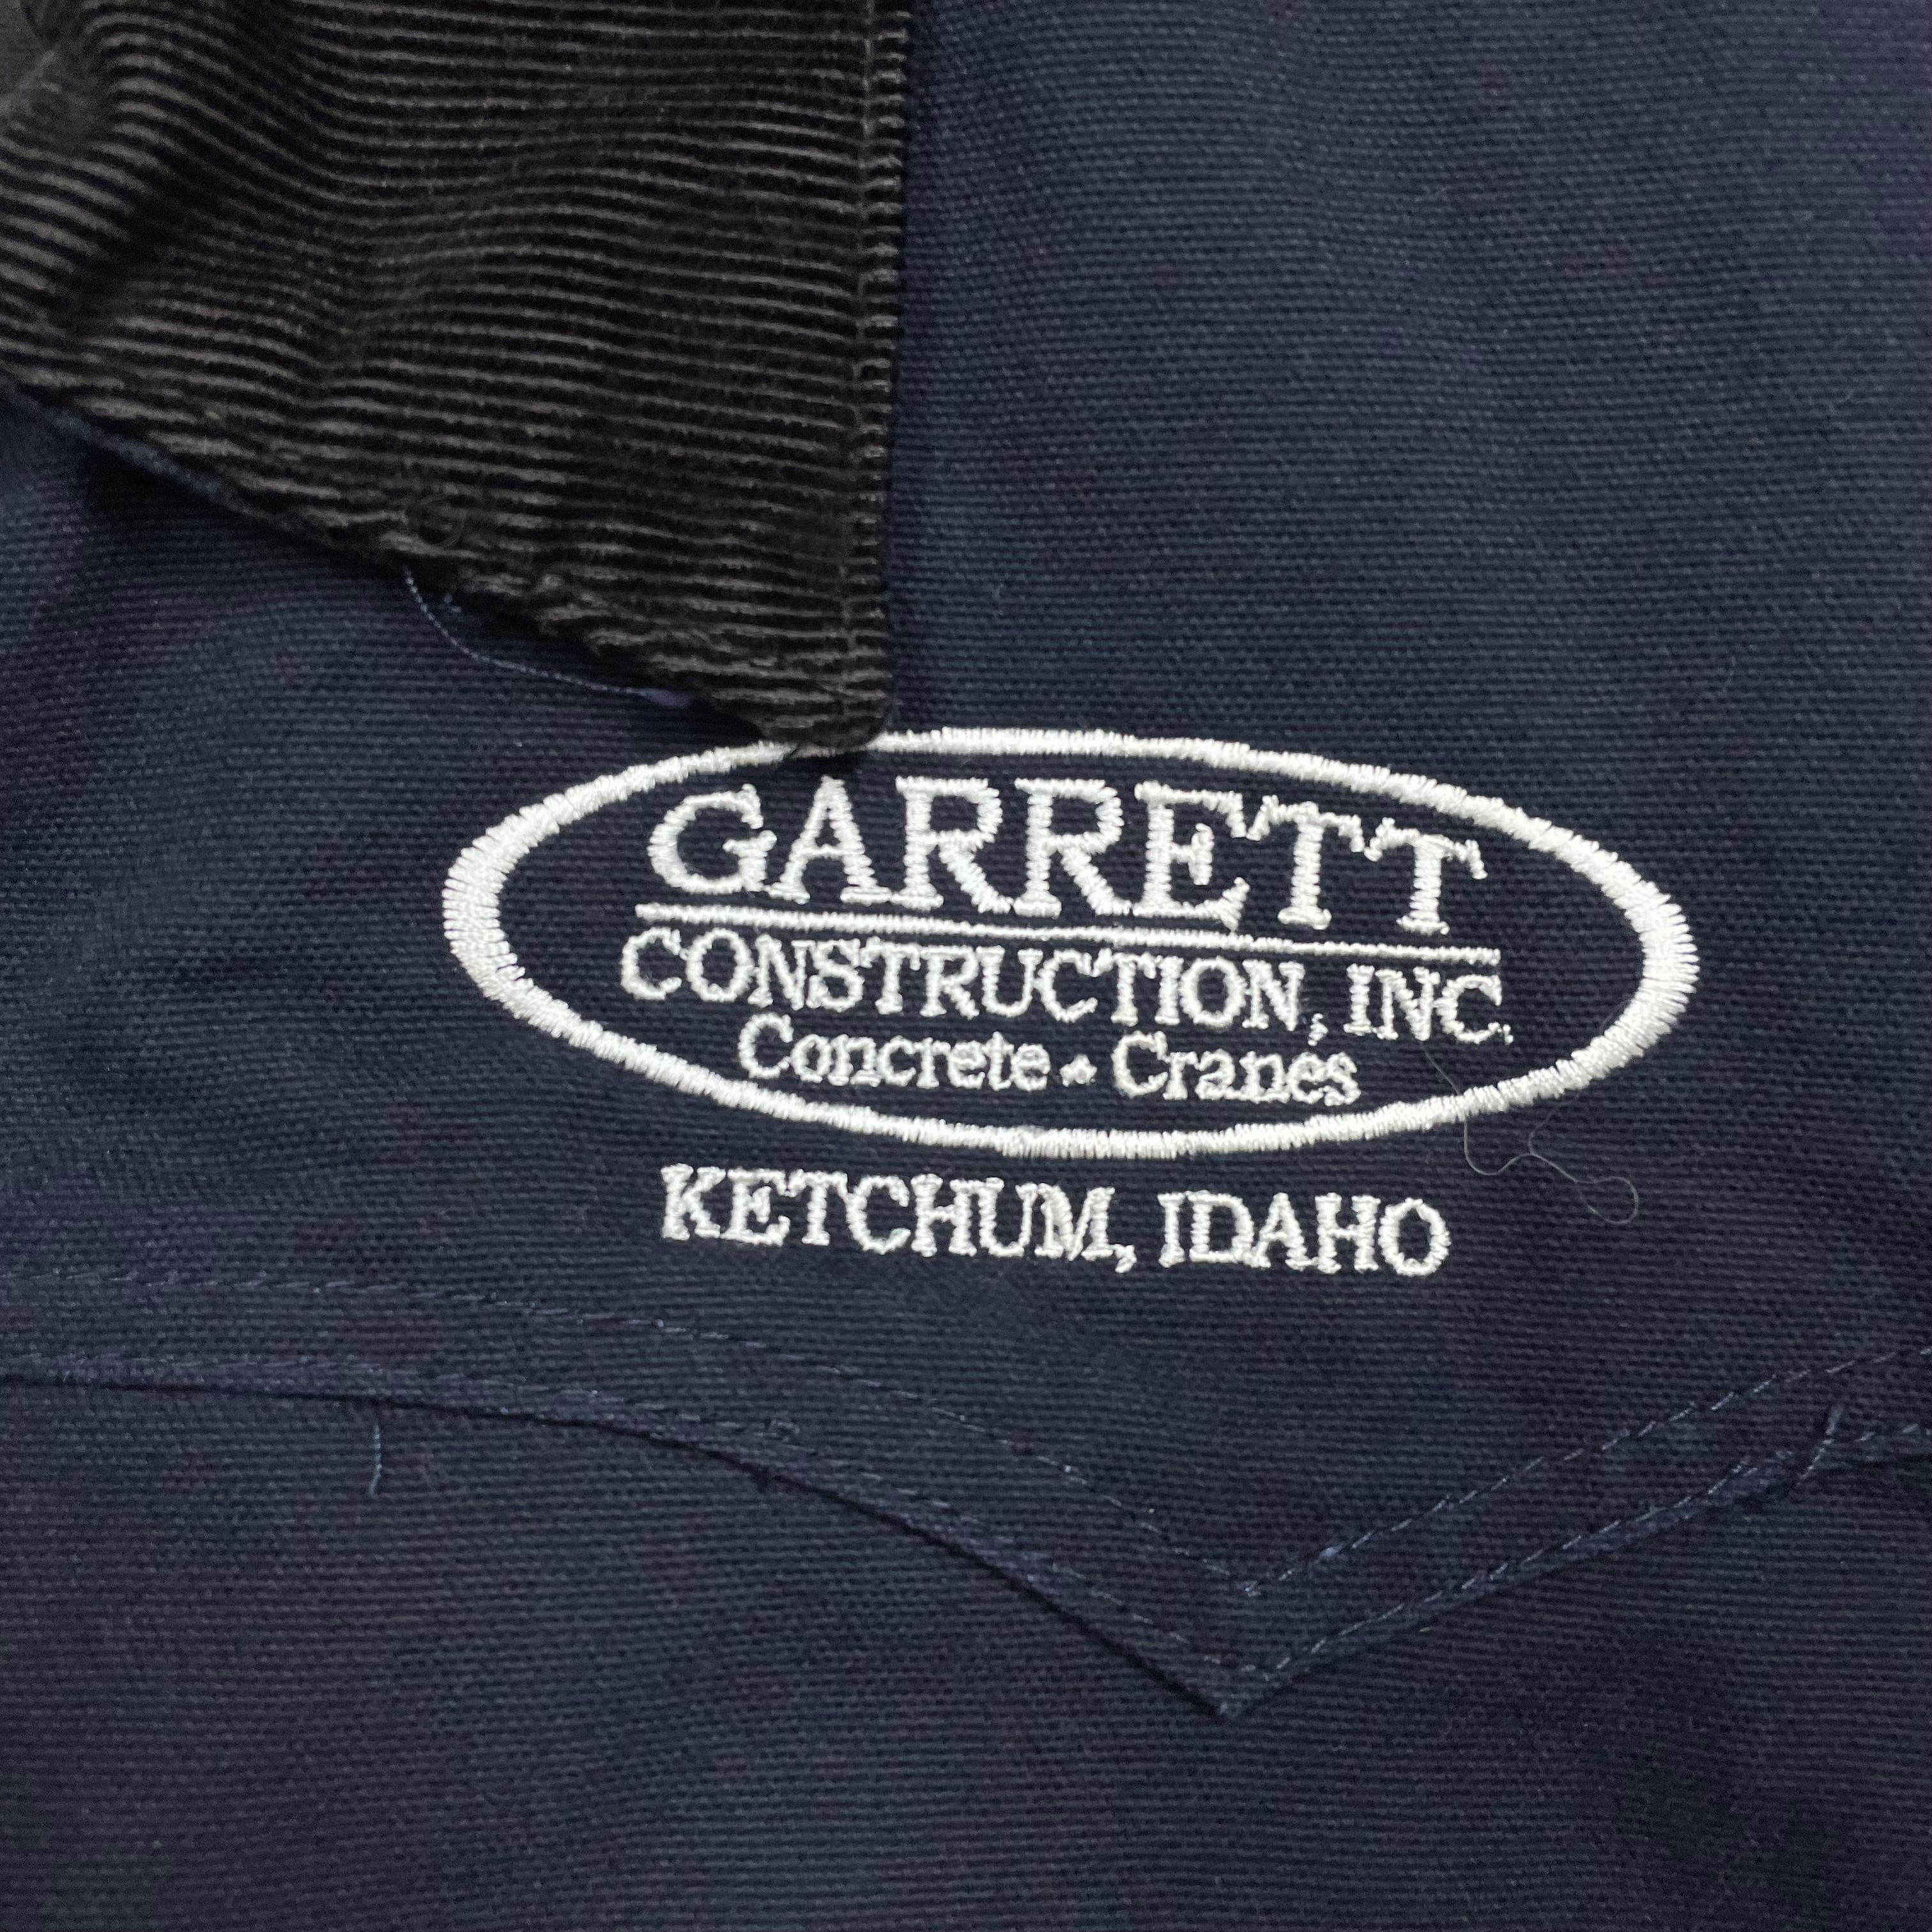 GARRETT
CONSTRUCTION, INC.
Concrete • Cranes
KETCHUM, IDAHO